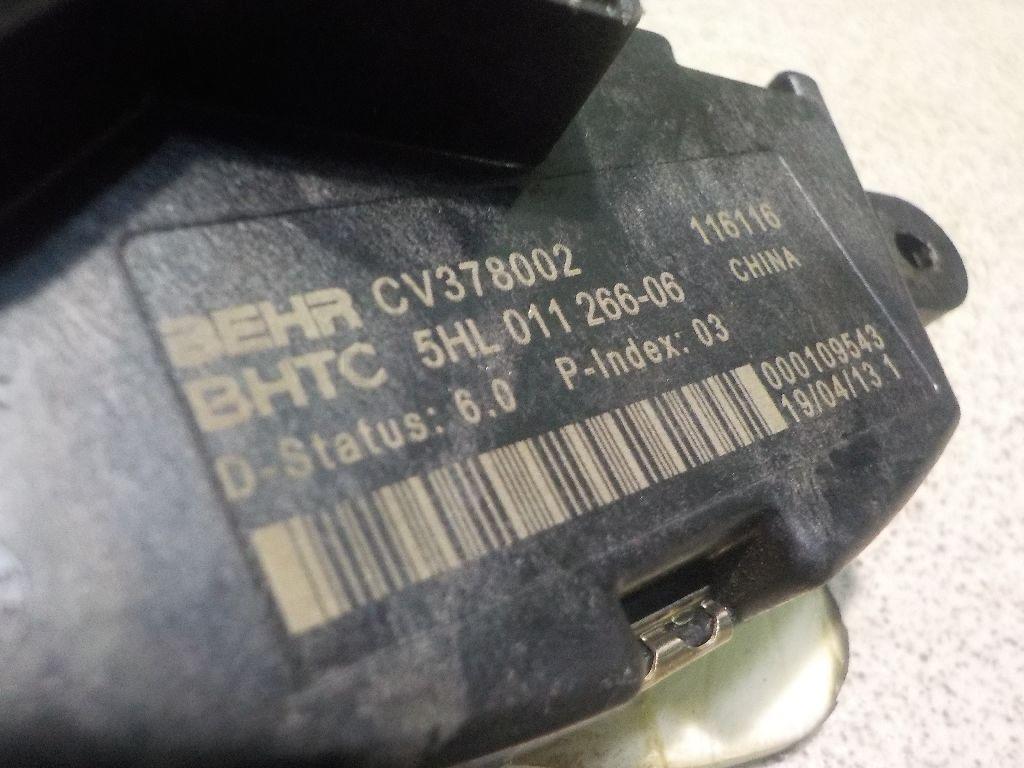 BEHR CV378002 116116
BHTC 5HL 011 266-06 CHINA
D-Status: 6.0 P-Index: 03
000109543
19/04/13 1